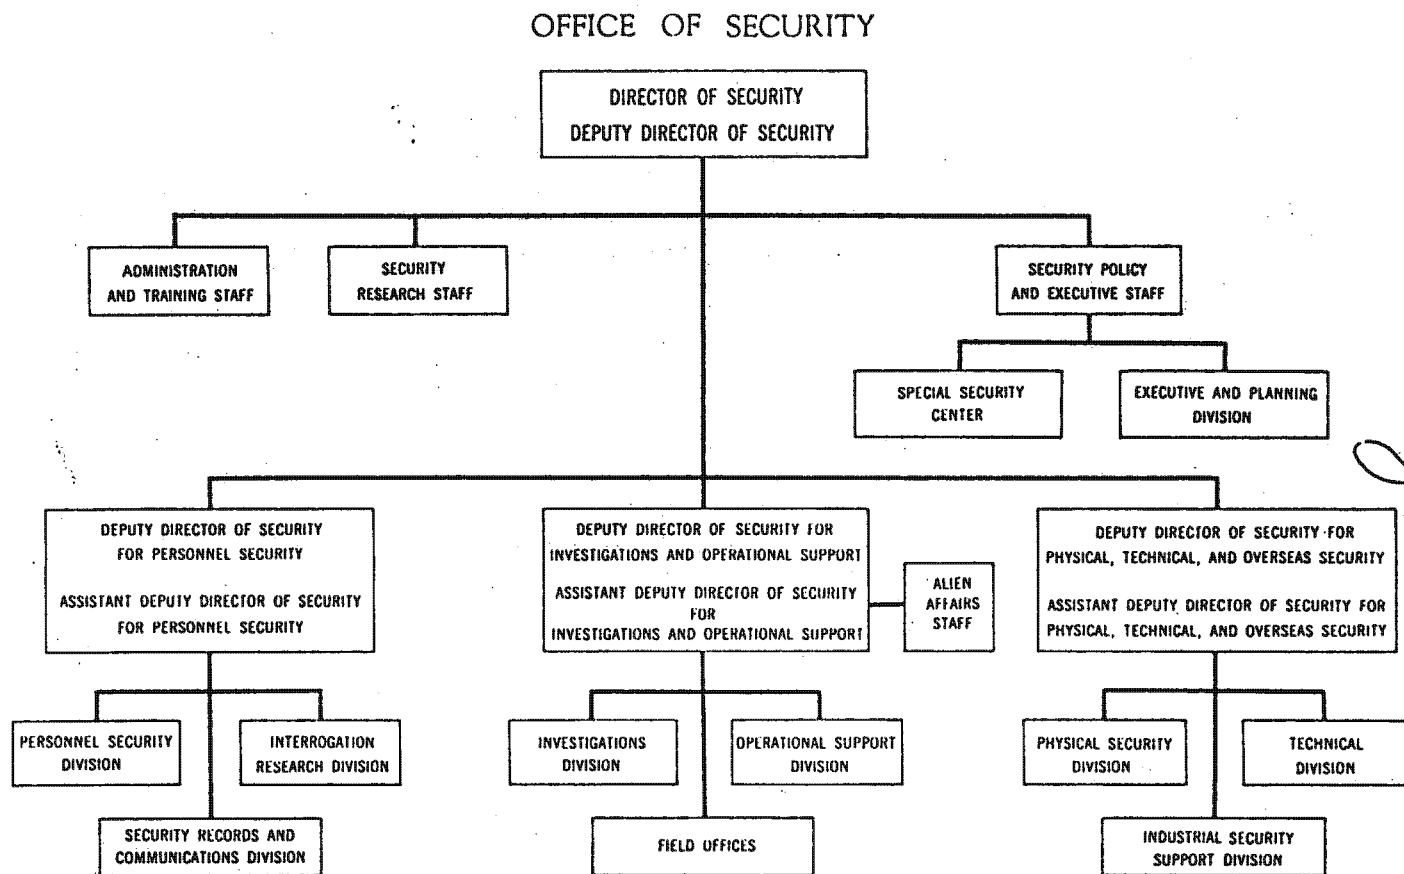 OFFICE OF SECURITY
DIRECTOR OF SECURITY
DEPUTY DIRECTOR OF SECURITY
ADMINISTRATION
AND TRAINING STAFF
SECURITY
RESEARCH STAFF
SECURITY POLICY
AND EXECUTIVE STAFF
SPECIAL SECURITY
CENTER
EXECUTIVE AND PLANNING
DIVISION
DEPUTY DIRECTOR OF SECURITY
FOR PERSONNEL SECURITY
ASSISTANT DEPUTY DIRECTOR OF SECURITY
FOR PERSONNEL SECURITY
DEPUTY DIRECTOR OF SECURITY FOR
INVESTIGATIONS AND OPERATIONAL SUPPORT
ASSISTANT DEPUTY DIRECTOR OF SECURITY
FOR
INVESTIGATIONS AND OPERATIONAL SUPPORT
ALIEN
AFFAIRS
STAFF
DEPUTY DIRECTOR OF SECURITY FOR
PHYSICAL, TECHNICAL, AND OVERSEAS SECURITY
ASSISTANT DEPUTY DIRECTOR OF SECURITY FOR
PHYSICAL, TECHNICAL, AND OVERSEAS SECURITY
PERSONNEL SECURITY
DIVISION
INTERROGATION
RESEARCH DIVISION
SECURITY RECORDS AND
COMMUNICATIONS DIVISION
INVESTIGATIONS
DIVISION
OPERATIONAL SUPPORT
DIVISION
FIELD OFFICES
PHYSICAL SECURITY
DIVISION
TECHNICAL
DIVISION
INDUSTRIAL SECURITY
SUPPORT DIVISION